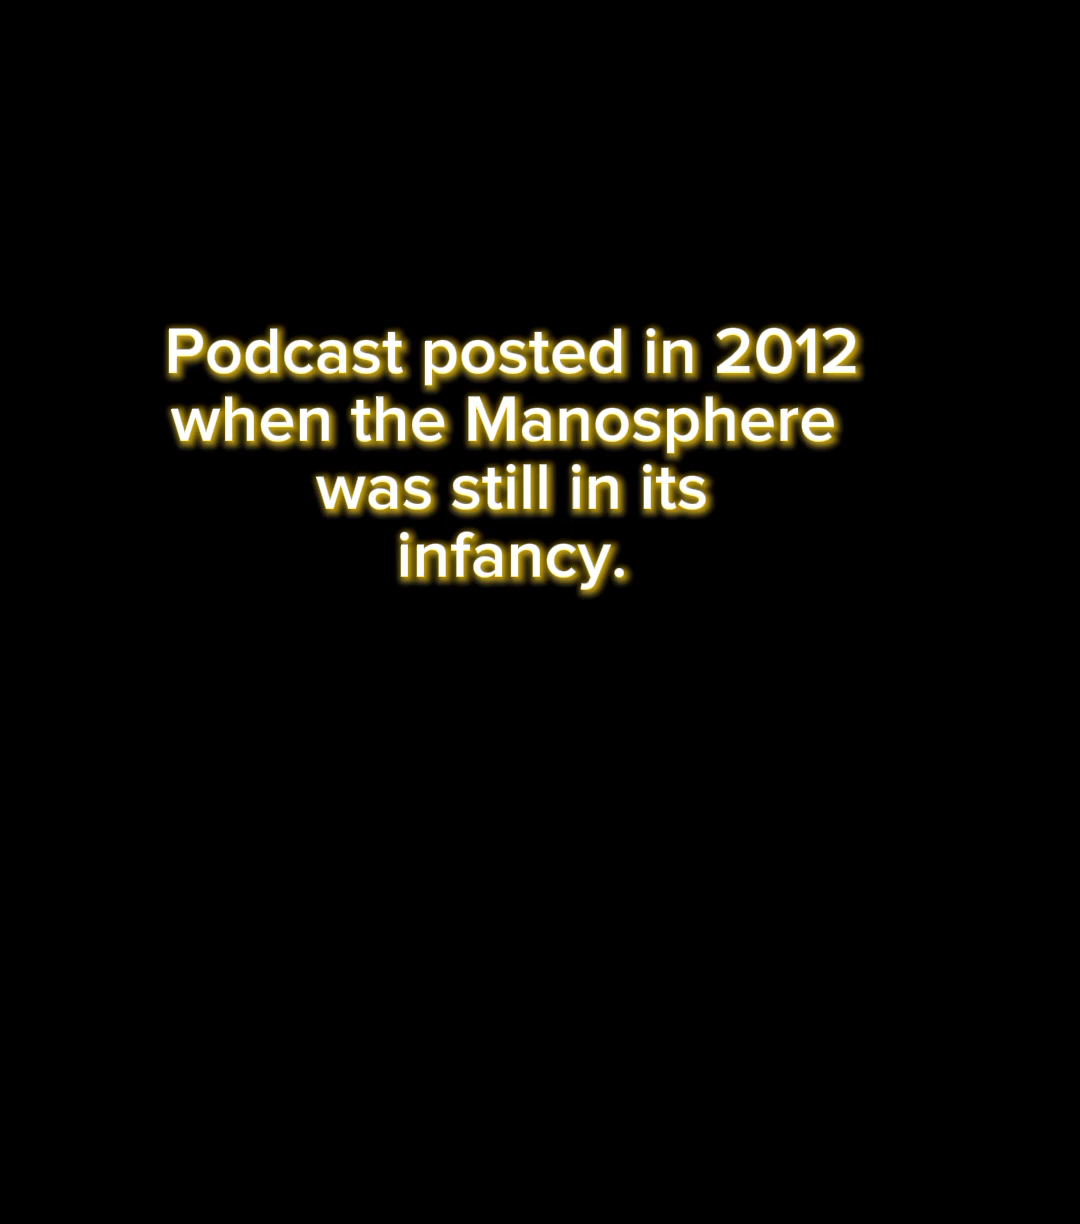 Podcast posted in 2012
when the Manosphere
was still in its
infancy.